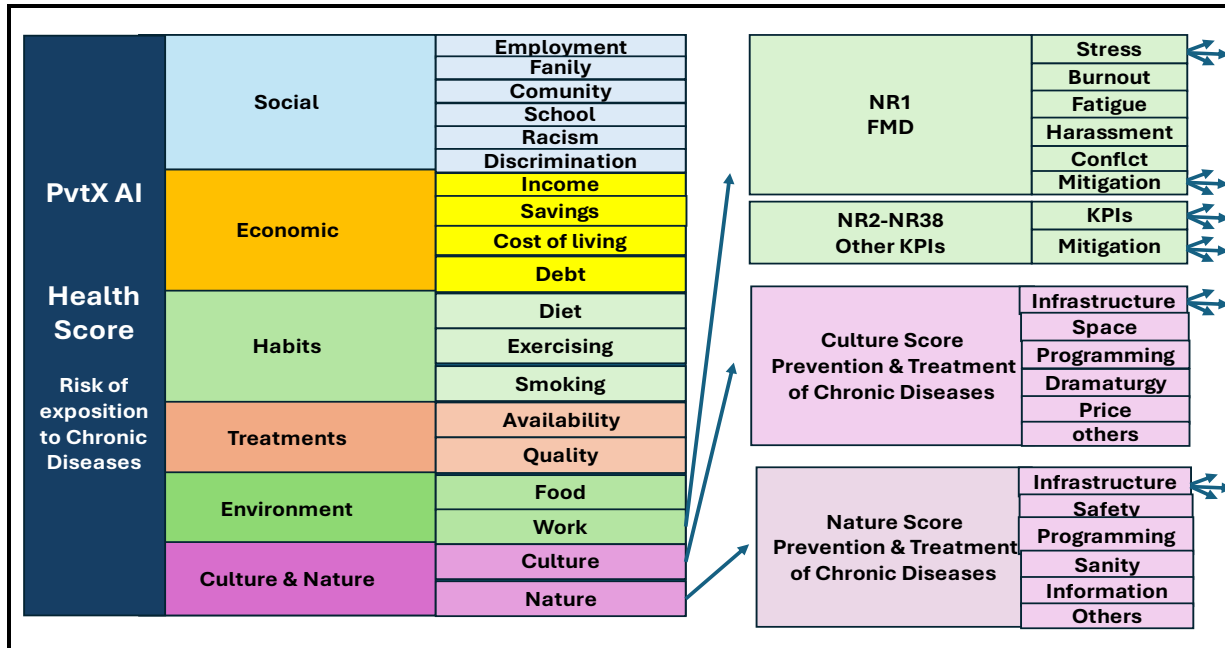 PvtX AI
Health
Score
Risk of
exposition
to Chronic
Diseases
Social
Employment
Fanily
Comunity
School
Racism
Discrimination
Economic
Income
Savings
Cost of living
Debt
Habits
Diet
Exercising
Smoking
Treatments
Availability
Quality
Environment
Food
Work
Culture & Nature
Culture
Nature
NR1
FMD
Stress
Burnout
Fatigue
Harassment
Conflct
Mitigation
NR2-NR38
Other KPIs
KPIs
Mitigation
Culture Score
Prevention & Treatment
of Chronic Diseases
Infrastructure
Space
Programming
Dramaturgy
Price
others
Nature Score
Prevention & Treatment
of Chronic Diseases
Infrastructure
Safety
Programming
Sanity
Information
Others